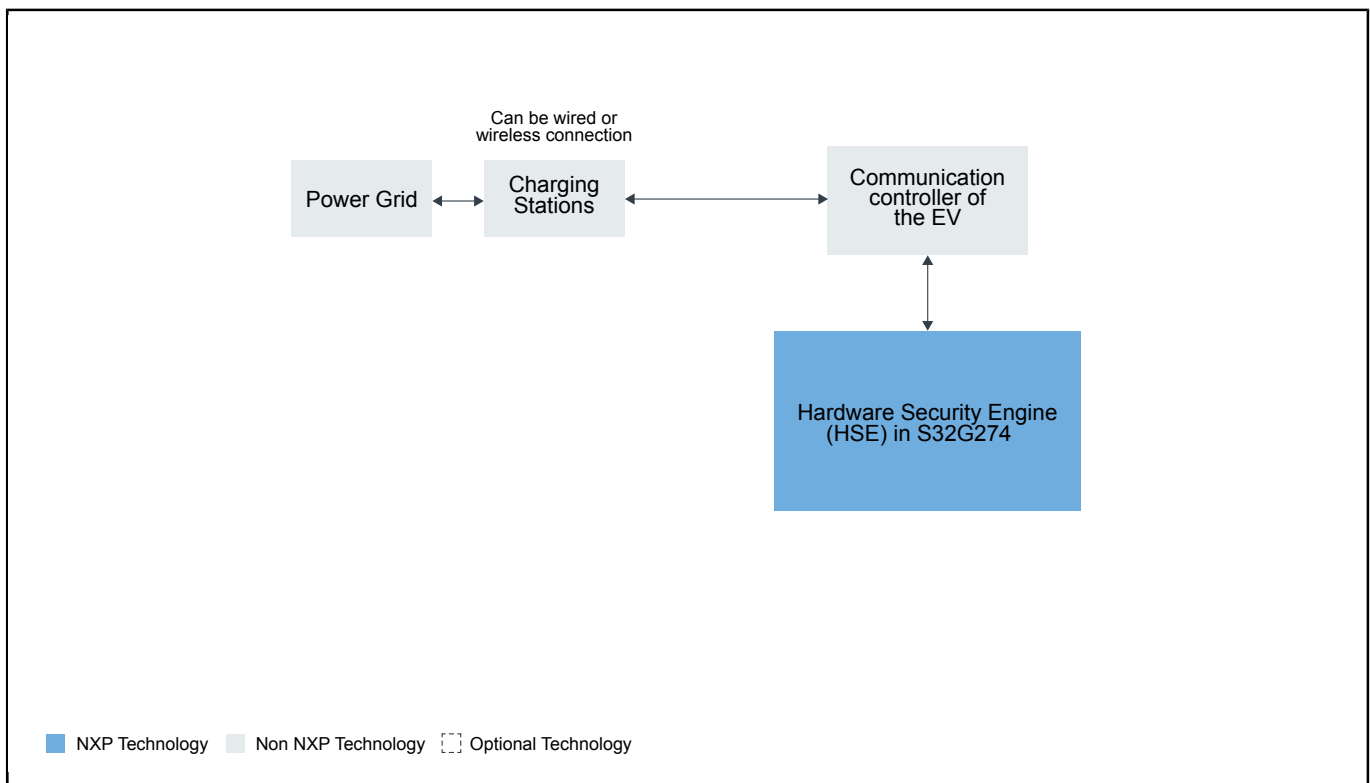 Can be wired or
wireless connection
Power Grid
Charging
Stations
Communication
controller of
the EV
Hardware Security Engine
(HSE) in S32G274
NXP Technology
Non NXP Technology
Optional Technology